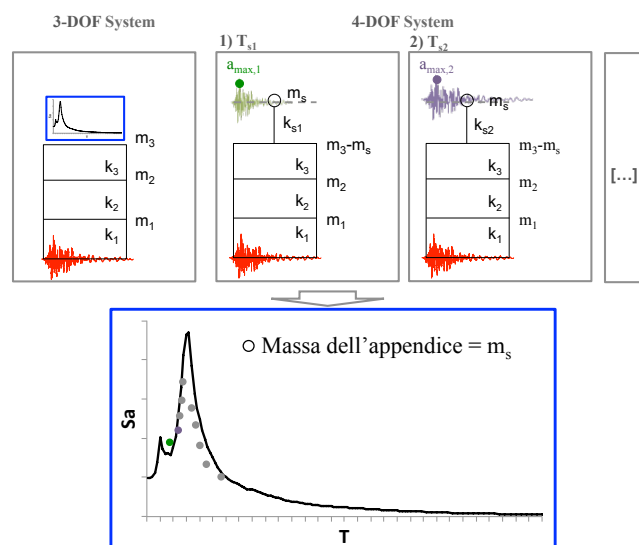 3-DOF System
4-DOF System
1) Ts1
2) Ts2
amax,1
amax,2
ms
ms
ks1
ks2
m3
m3-ms
m3-ms
k3
k3
k3
m2
m2
m2
k2
k2
k2
m1
m1
m1
k1
k1
k1
[...]
Massa dell'appendice = ms
Sa
T